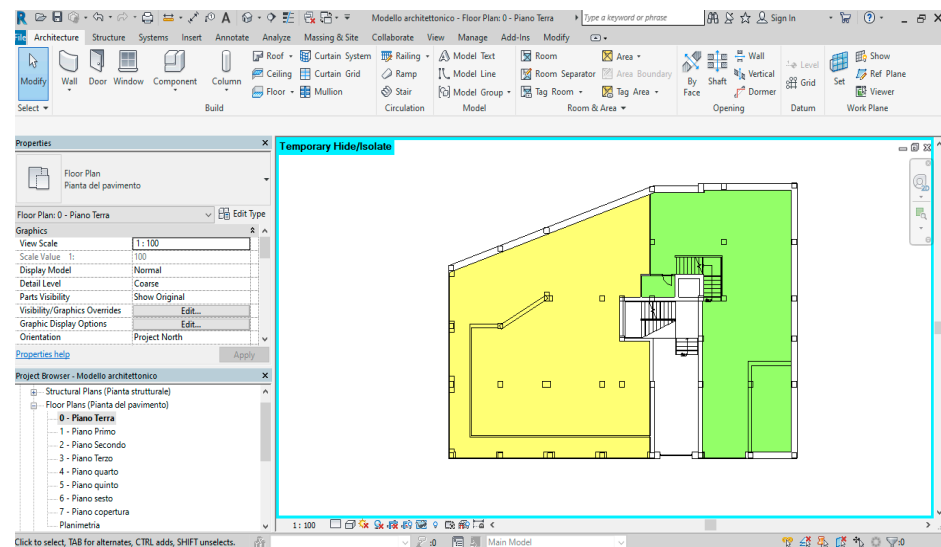 Modello architettonico - Floor Plan: 0 - Piano Terra
Type a keyword or phrase
Sign In
File Architecture Structure Systems Insert Annotate Analyze Massing & Site Collaborate View Manage Add-Ins Modify
Modify Wall Door Window Component Column
Roof Curtain System Railing Model Text Room Area Wall Level Show
Ceiling Curtain Grid Ramp Model Line Room Separator Area Boundary By Face Shaft Vertical Grid Set Ref Plane
Floor Mullion Stair Model Group Tag Room Tag Area Dormer Viewer
Select Build Circulation Model Room & Area Opening Datum Work Plane
Properties
Floor Plan
Pianta del pavimento
Floor Plan: 0 - Piano Terra Edit Type
Graphics
View Scale 1 : 100
Scale Value 1: 100
Display Model Normal
Detail Level Coarse
Parts Visibility Show Original
Visibility/Graphics Overrides Edit...
Graphic Display Options Edit...
Orientation Project North
Properties help Apply
Project Browser - Modello architettonico
Structural Plans (Pianta strutturale)
Floor Plans (Pianta del pavimento)
0 - Piano Terra
1 - Piano Primo
2 - Piano Secondo
3 - Piano Terzo
4 - Piano quarto
5 - Piano quinto
6 - Piano sesto
7 - Piano copertura
Planimetria
Temporary Hide/Isolate
1 : 100
Click to select, TAB for alternates, CTRL adds, SHIFT unselects. :0 Main Model :0